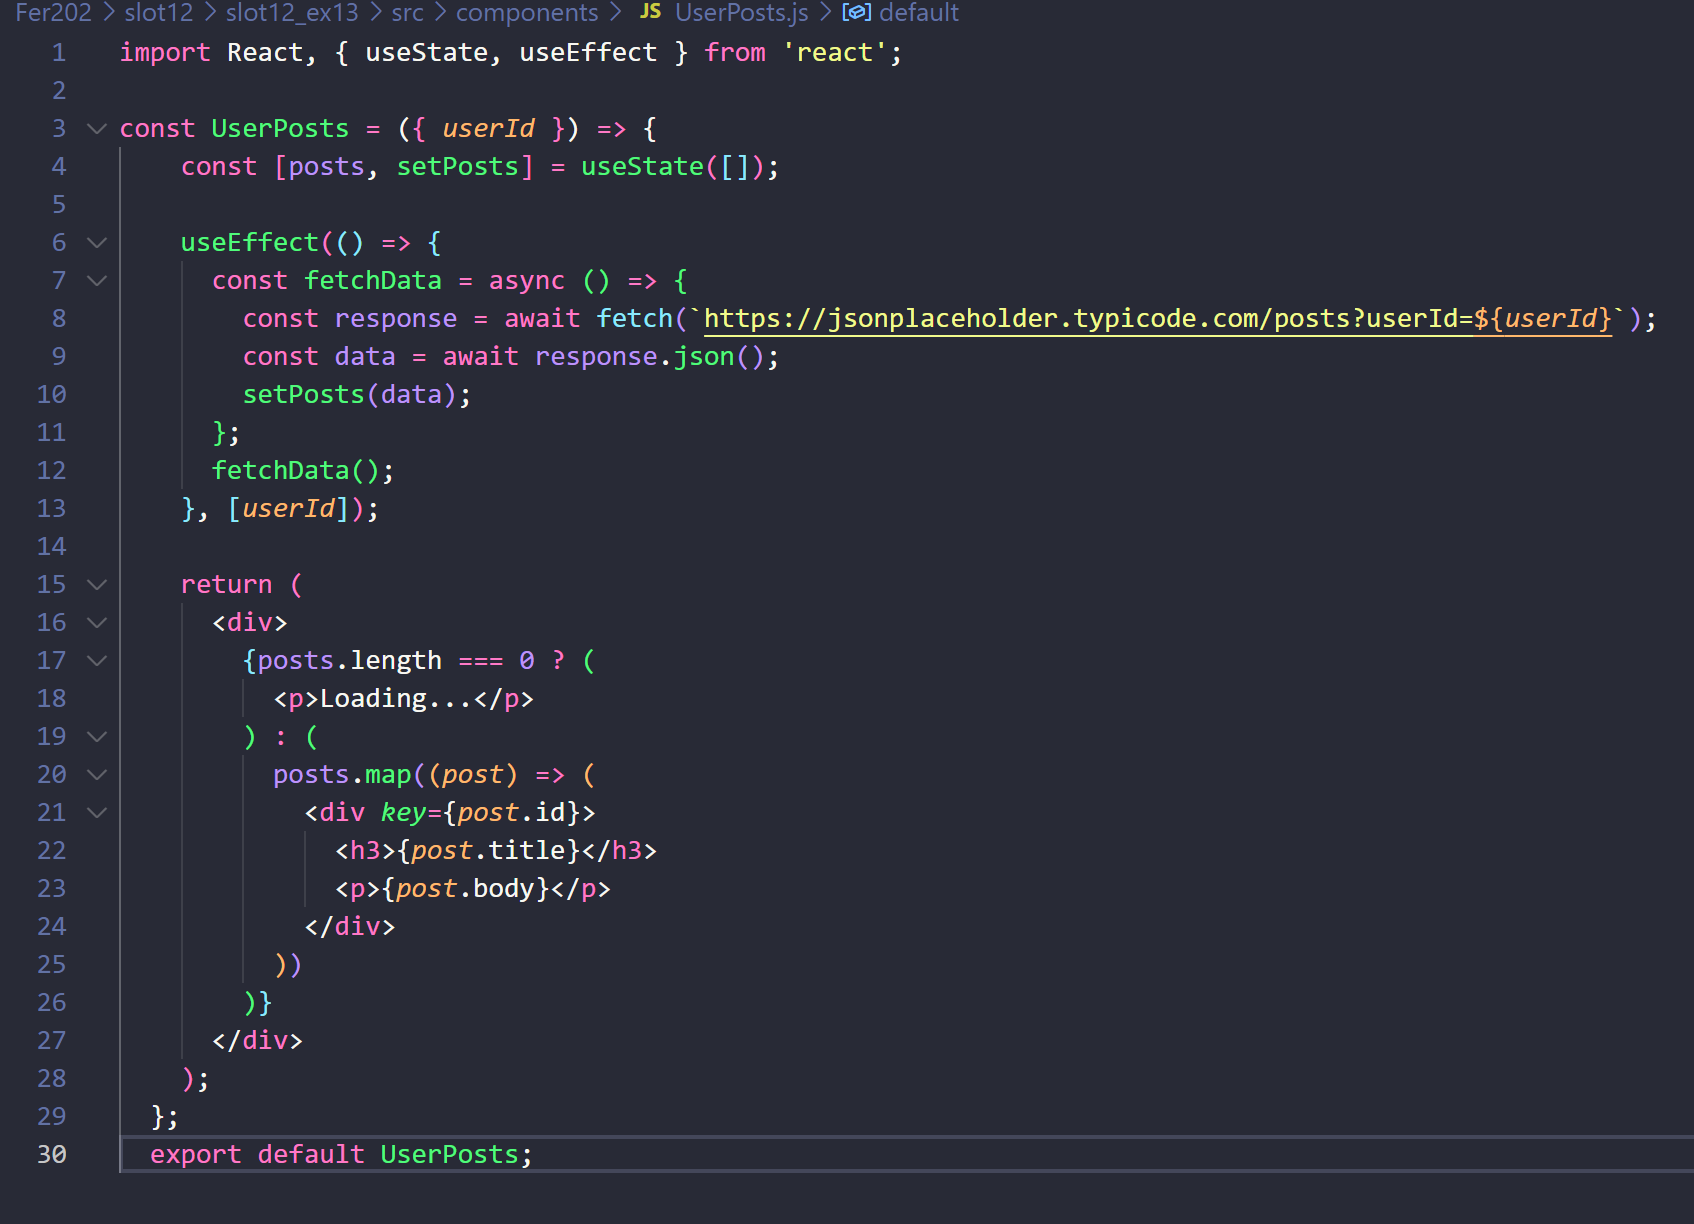 Fer202 > slot12 > slot12_ex13 > src > components > JS UserPosts.js > default
1 import React, { useState, useEffect } from 'react';
2
3 const UserPosts = ({ userId }) => {
4     const [posts, setPosts] = useState([]);
5
6     useEffect(() => {
7       const fetchData = async () => {
8         const response = await fetch(`https://jsonplaceholder.typicode.com/posts?userId=${userId}`);
9         const data = await response.json();
10         setPosts(data);
11       };
12       fetchData();
13     }, [userId]);
14
15     return (
16       <div>
17         {posts.length === 0 ? (
18           <p>Loading...</p>
19         ) : (
20           posts.map((post) => (
21             <div key={post.id}>
22               <h3>{post.title}</h3>
23               <p>{post.body}</p>
24             </div>
25           ))
26         )}
27       </div>
28     );
29   };
30   export default UserPosts;